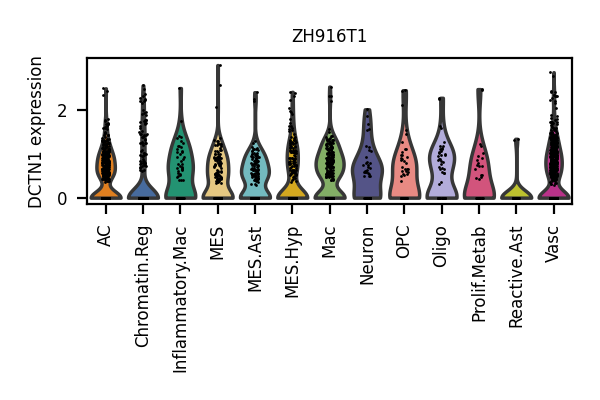 ZH916T1
DCTN1 expression
2
0
AC
Chromatin.Reg
Inflammatory.Mac
MES
MES.Ast
MES.Hyp
Mac
Neuron
OPC
Oligo
Prolif.Metab
Reactive.Ast
Vasc